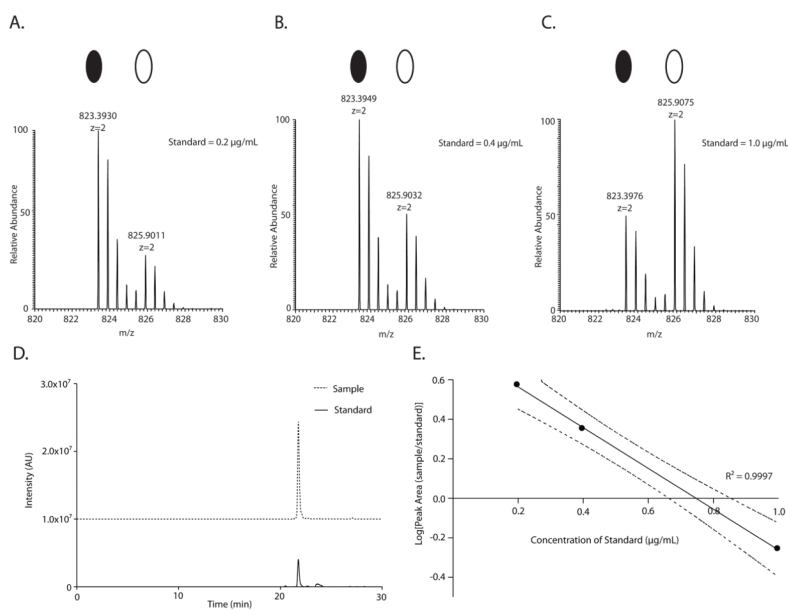 A.
B.
C.
823.3930
z=2
Standard = 0.2 µg/mL
825.9011
z=2
100
50
0
Relative Abundance
820 822 824 826 828 830
m/z
823.3949
z=2
Standard = 0.4 µg/mL
825.9032
z=2
100
50
0
Relative Abundance
820 822 824 826 828 830
m/z
825.9075
z=2
Standard = 1.0 µg/mL
823.3976
z=2
100
50
0
Relative Abundance
820 822 824 826 828 830
m/z
D.
3.0x10⁷
2.0x10⁷
1.0x10⁷
0
Intensity (AU)
Sample
Standard
0 10 20 30
Time (min)
E.
0.6
0.4
0.2
0.0
-0.2
-0.4
Log[Peak Area (sample/standard)]
R² = 0.9997
0.2 0.4 0.6 0.8 1.0
Concentration of Standard (µg/mL)